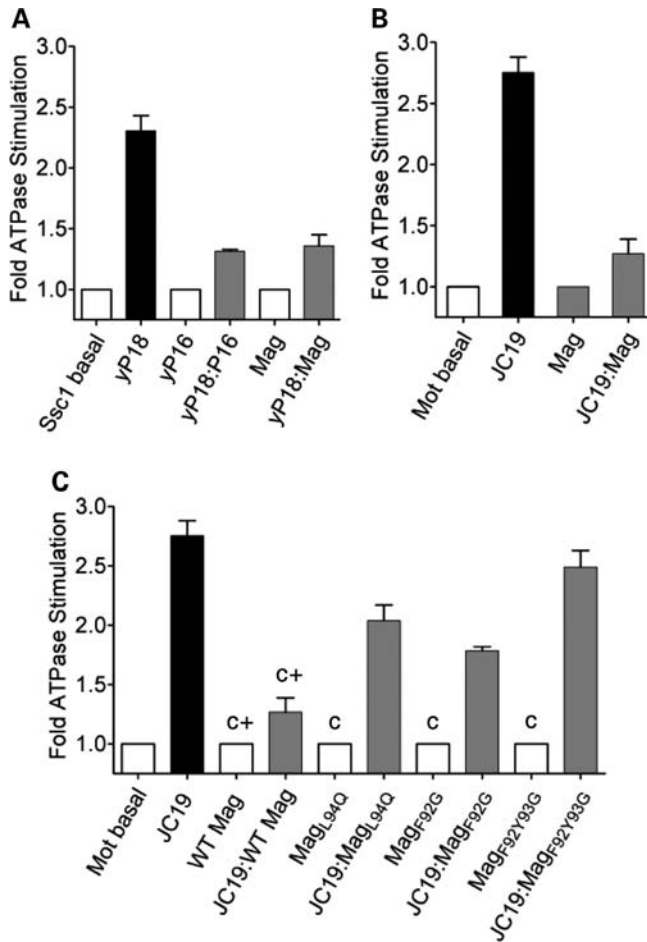 A
Fold ATPase Stimulation
3.0
2.5
2.0
1.5
1.0
Ssc1 basal
yP18
yP16
yP18:P16
Mag
yP18:Mag
B
Fold ATPase Stimulation
3.0
2.5
2.0
1.5
1.0
Mot basal
JC19
Mag
JC19:Mag
C
Fold ATPase Stimulation
3.0
2.5
2.0
1.5
1.0
c+
c+
c
c
c
Mot basal
JC19
WT Mag
JC19:WT Mag
MagL94Q
JC19:MagL94Q
MagF92G
JC19:MagF92G
MagF92Y93G
JC19:MagF92Y93G